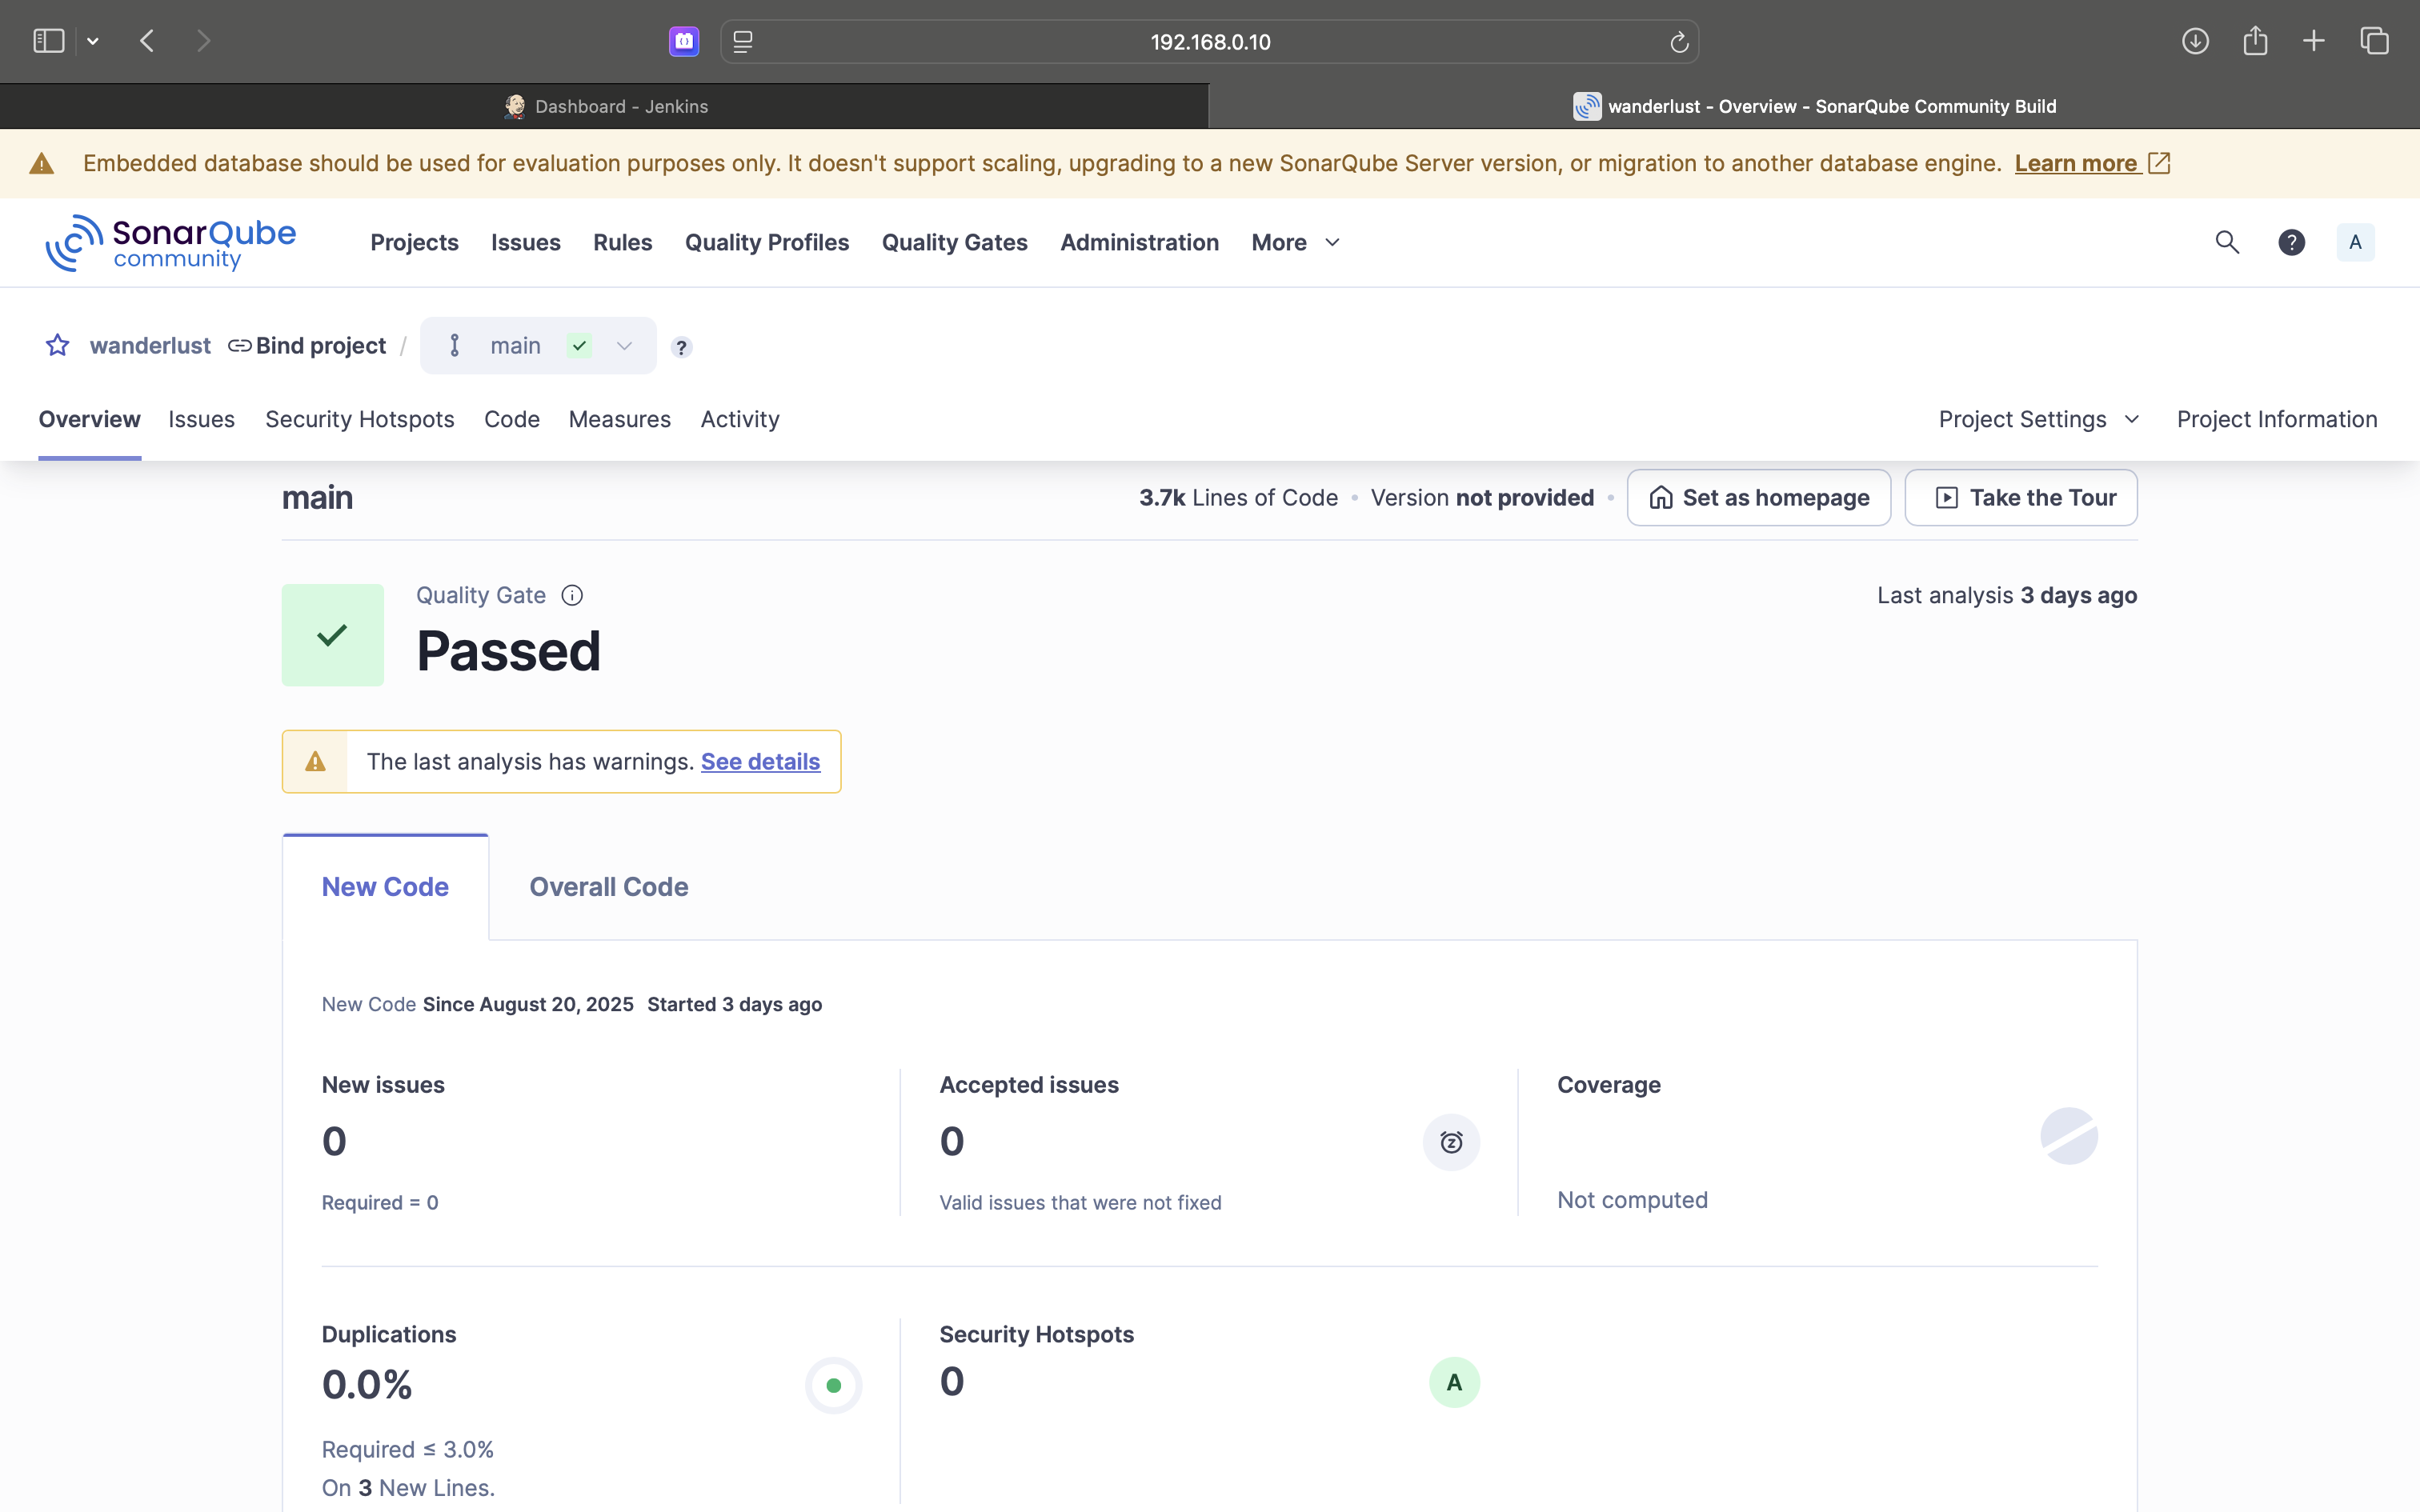 192.168.0.10
Dashboard - Jenkins
wanderlust - Overview - SonarQube Community Build
Embedded database should be used for evaluation purposes only. It doesn't support scaling, upgrading to a new SonarQube Server version, or migration to another database engine. Learn more
SonarQube community
Projects Issues Rules Quality Profiles Quality Gates Administration More ? A
wanderlust Bind project / main ?
Overview Issues Security Hotspots Code Measures Activity Project Settings Project Information
main 3.7k Lines of Code • Version not provided • Set as homepage Take the Tour
Quality Gate
Last analysis 3 days ago
Passed
The last analysis has warnings. See details
New Code Overall Code
New Code Since August 20, 2025 Started 3 days ago
New issues Accepted issues Coverage
0 0
Required = 0 Valid issues that were not fixed Not computed
Duplications Security Hotspots
0.0% 0 A
Required ≤ 3.0%
On 3 New Lines.